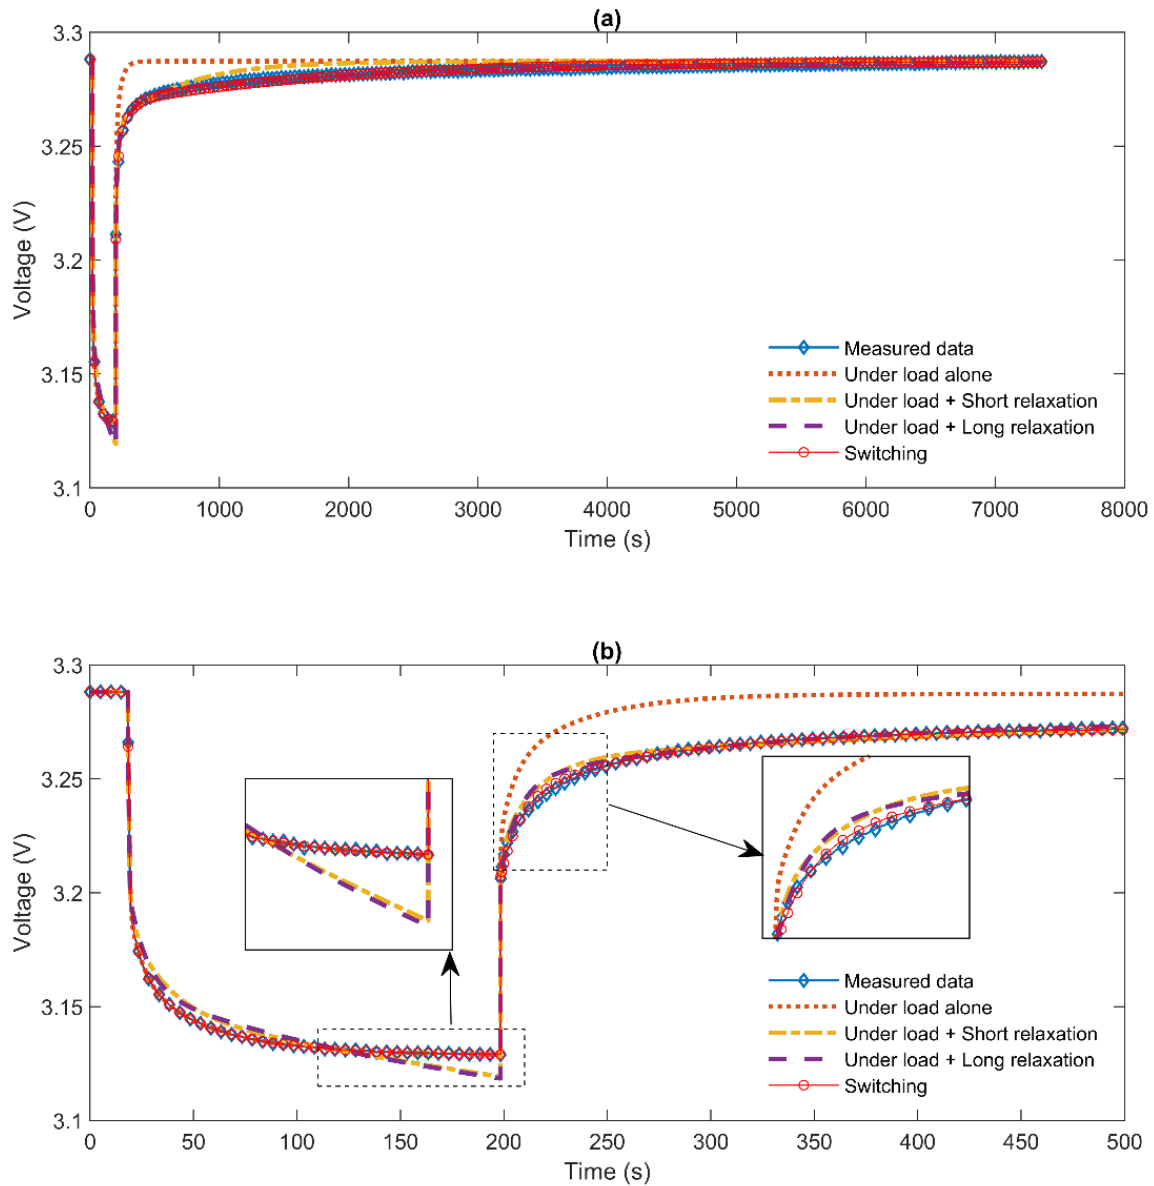 (a)
3.3
3.25
3.2
3.15
3.1
Voltage (V)
0 1000 2000 3000 4000 5000 6000 7000 8000
Time (s)
Measured data
Under load alone
Under load + Short relaxation
Under load + Long relaxation
Switching
(b)
3.3
3.25
3.2
3.15
3.1
Voltage (V)
0 50 100 150 200 250 300 350 400 450 500
Time (s)
Measured data
Under load alone
Under load + Short relaxation
Under load + Long relaxation
Switching